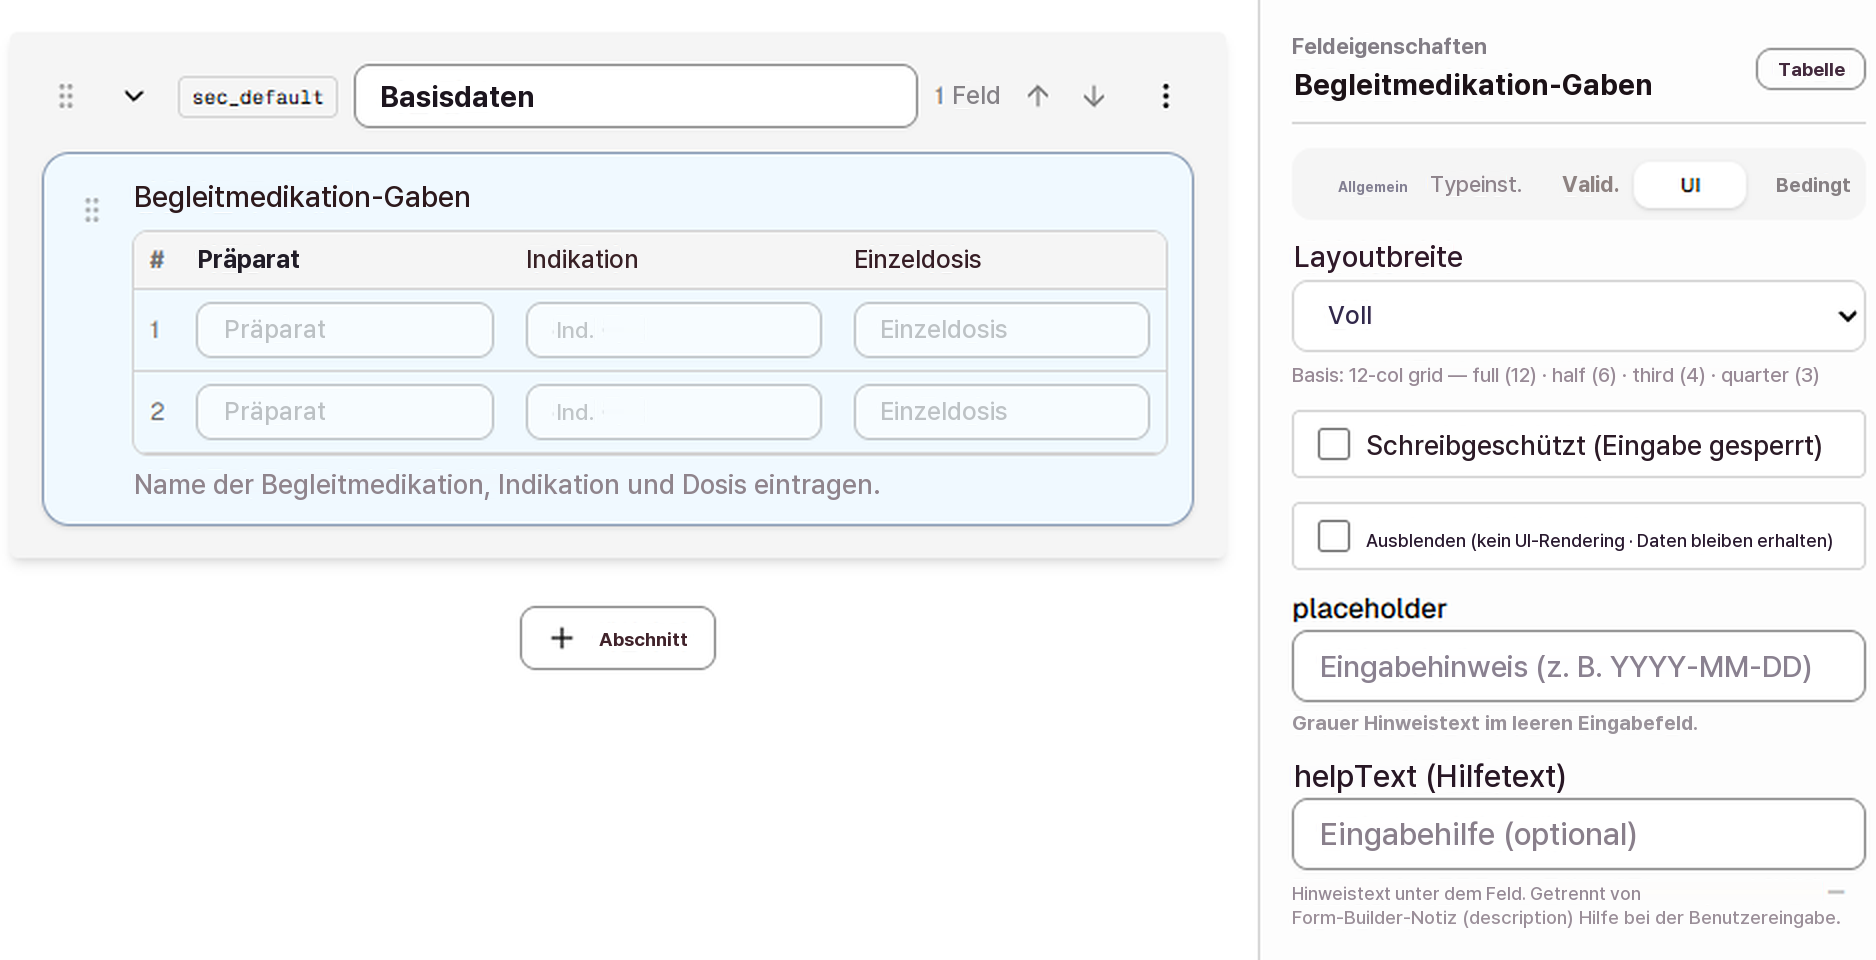 sec_default Basisdaten 1 Feld
Begleitmedikation-Gaben
# Präparat Indikation Einzeldosis
1 Präparat Ind. Einzeldosis
2 Präparat Ind. Einzeldosis
Name der Begleitmedikation, Indikation und Dosis eintragen.
+ Abschnitt
Feldeigenschaften
Begleitmedikation-Gaben
Tabelle
Allgemein Typeinst. Valid. UI Bedingt
Layoutbreite
Voll
Basis: 12-col grid — full (12) · half (6) · third (4) · quarter (3)
Schreibgeschützt (Eingabe gesperrt)
Ausblenden (kein UI-Rendering · Daten bleiben erhalten)
placeholder
Eingabehinweis (z. B. YYYY-MM-DD)
Grauer Hinweistext im leeren Eingabefeld.
helpText (Hilfetext)
Eingabehilfe (optional)
Hinweistext unter dem Feld. Getrennt von
Form-Builder-Notiz (description) Hilfe bei der Benutzereingabe.